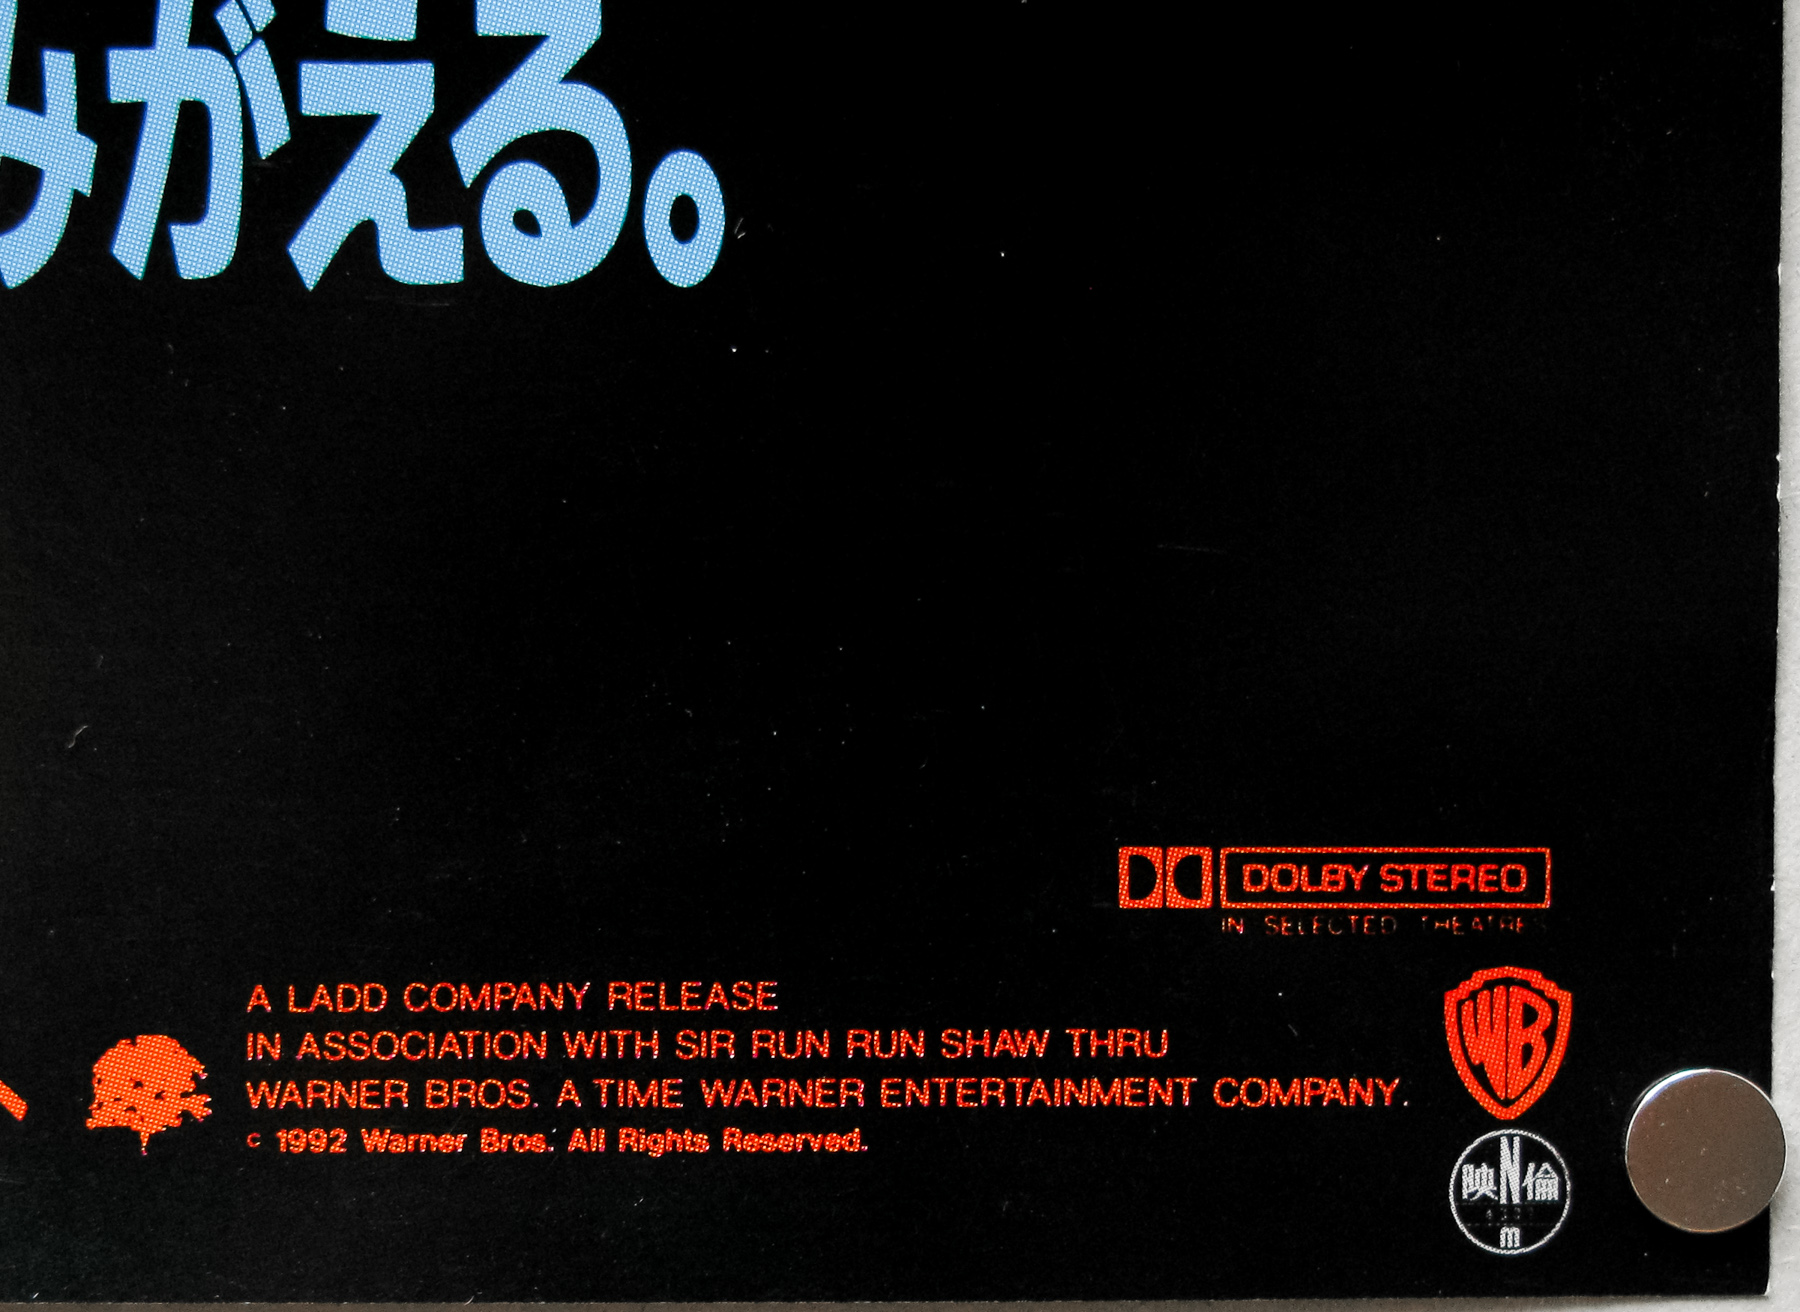 みがえる。
DOLBY STEREO
IN SELECTED THEATRES
A LADD COMPANY RELEASE
IN ASSOCIATION WITH SIR RUN RUN SHAW THRU
WARNER BROS. A TIME WARNER ENTERTAINMENT COMPANY.
c 1992 Warner Bros. All Rights Reserved.
WB
映N倫
m